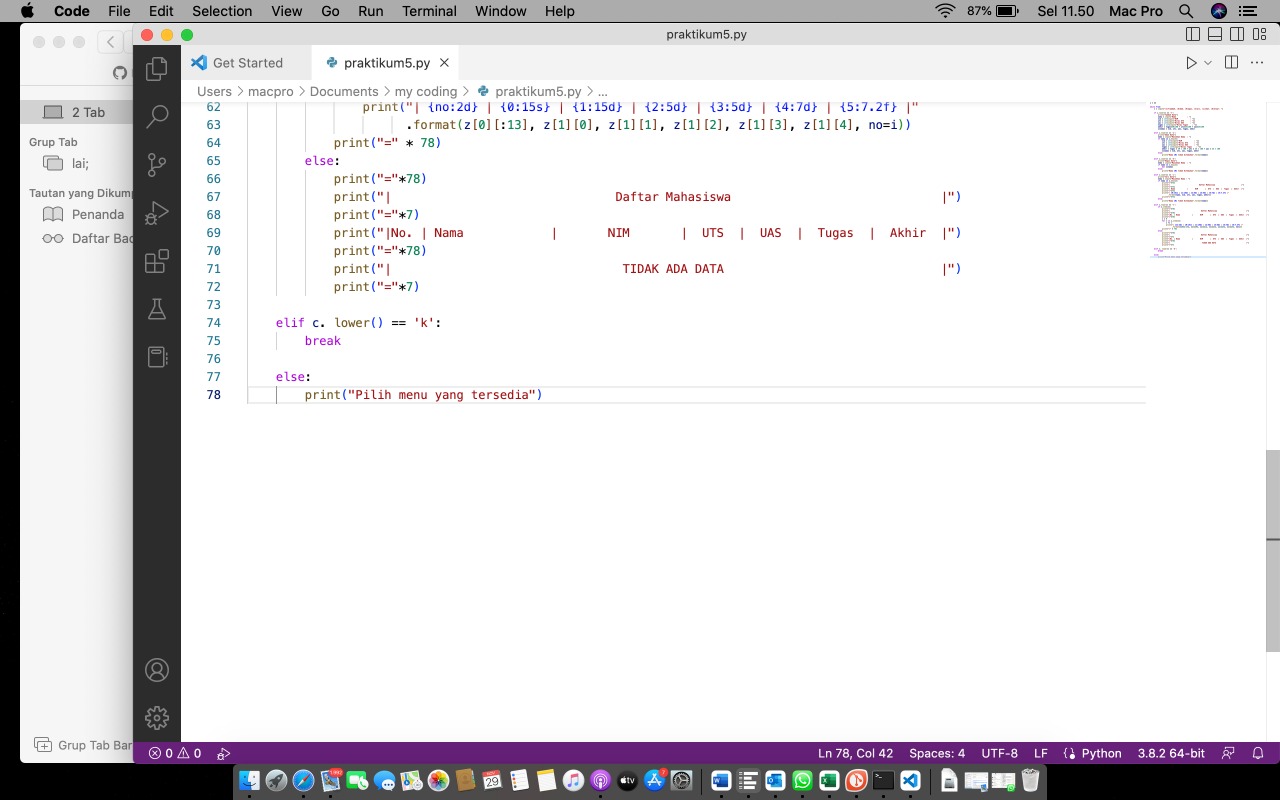 Code File Edit Selection View Go Run Terminal Window Help 87% Sel 11.50 Mac Pro
praktikum5.py
Get Started praktikum5.py
Users > macpro > Documents > my coding > praktikum5.py > ...
2 Tab
Grup Tab
lai;
Tautan yang Dikump
Penanda
Daftar Bac
Grup Tab Bar
62 print("| {no:2d} | {0:15s} | {1:15d} | {2:5d} | {3:5d} | {4:7d} | {5:7.2f} |"
63 .format(z[0][:13], z[1][0], z[1][1], z[1][2], z[1][3], z[1][4], no=i))
64 print("=" * 78)
65 else:
66 print("="*78)
67 print("| Daftar Mahasiswa |")
68 print("="*7)
69 print("|No. | Nama | NIM | UTS | UAS | Tugas | Akhir |")
70 print("="*78)
71 print("| TIDAK ADA DATA |")
72 print("="*7)
73
74 elif c. lower() == 'k':
75 break
76
77 else:
78 print("Pilih menu yang tersedia")
0 0 Ln 78, Col 42 Spaces: 4 UTF-8 LF Python 3.8.2 64-bit